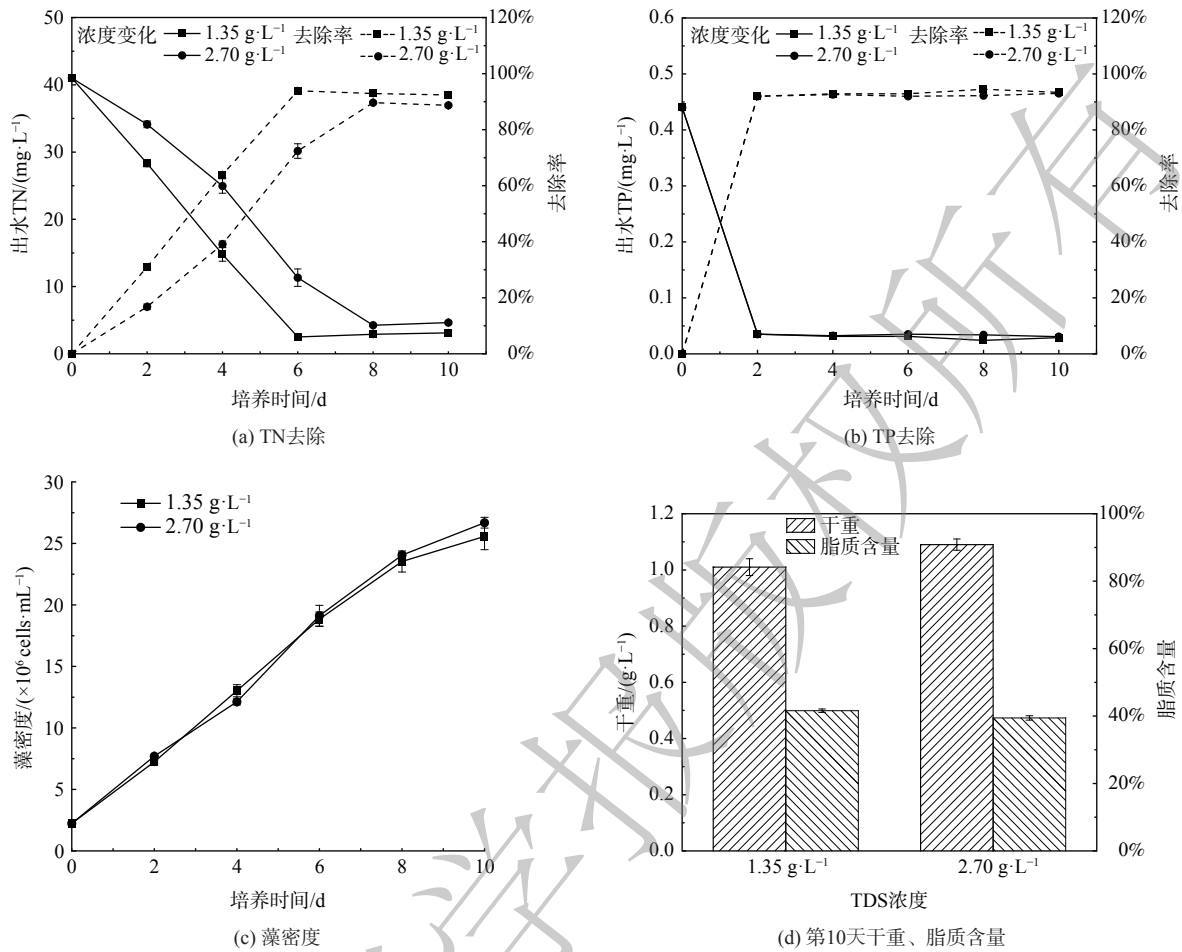 浓度变化 1.35 g·L⁻¹ 去除率 1.35 g·L⁻¹
2.70 g·L⁻¹ 2.70 g·L⁻¹
50
40
30
20
10
0
出水TN/(mg·L⁻¹)
120%
100%
80%
60%
40%
20%
0%
去除率
0 2 4 6 8 10
培养时间/d
(a) TN去除
浓度变化 1.35 g·L⁻¹ 去除率 1.35 g·L⁻¹
2.70 g·L⁻¹ 2.70 g·L⁻¹
0.6
0.5
0.4
0.3
0.2
0.1
0.0
出水TP/(mg·L⁻¹)
120%
100%
80%
60%
40%
20%
0%
去除率
0 2 4 6 8 10
培养时间/d
(b) TP去除
1.35 g·L⁻¹
2.70 g·L⁻¹
30
25
20
15
10
5
0
藻密度/(×10⁶ cells·mL⁻¹)
0 2 4 6 8 10
培养时间/d
(c) 藻密度
干重
脂质含量
1.2
1.0
0.8
0.6
0.4
0.2
0.0
干重/(g·L⁻¹)
100%
80%
60%
40%
20%
0%
脂质含量
1.35 g·L⁻¹ 2.70 g·L⁻¹
TDS浓度
(d) 第10天干重、脂质含量
学报版权所有